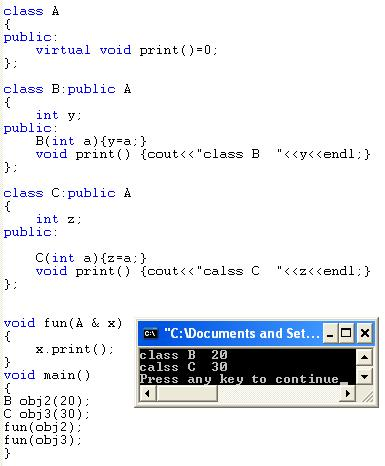 class A
{
public:
    virtual void print()=0;
};

class B:public A
{
    int y;
public:
    B(int a){y=a;}
    void print() {cout<<"class B  "<<y<<endl;}
};

class C:public A
{
    int z;
public:

    C(int a){z=a;}
    void print() {cout<<"calss C  "<<z<<endl;}
};

void fun(A & x)
{
    x.print();
}
void main()
{
B obj2(20);
C obj3(30);
fun(obj2);
fun(obj3);
}
"C:\Documents and Set...
class B  20
calss C  30
Press any key to continue_